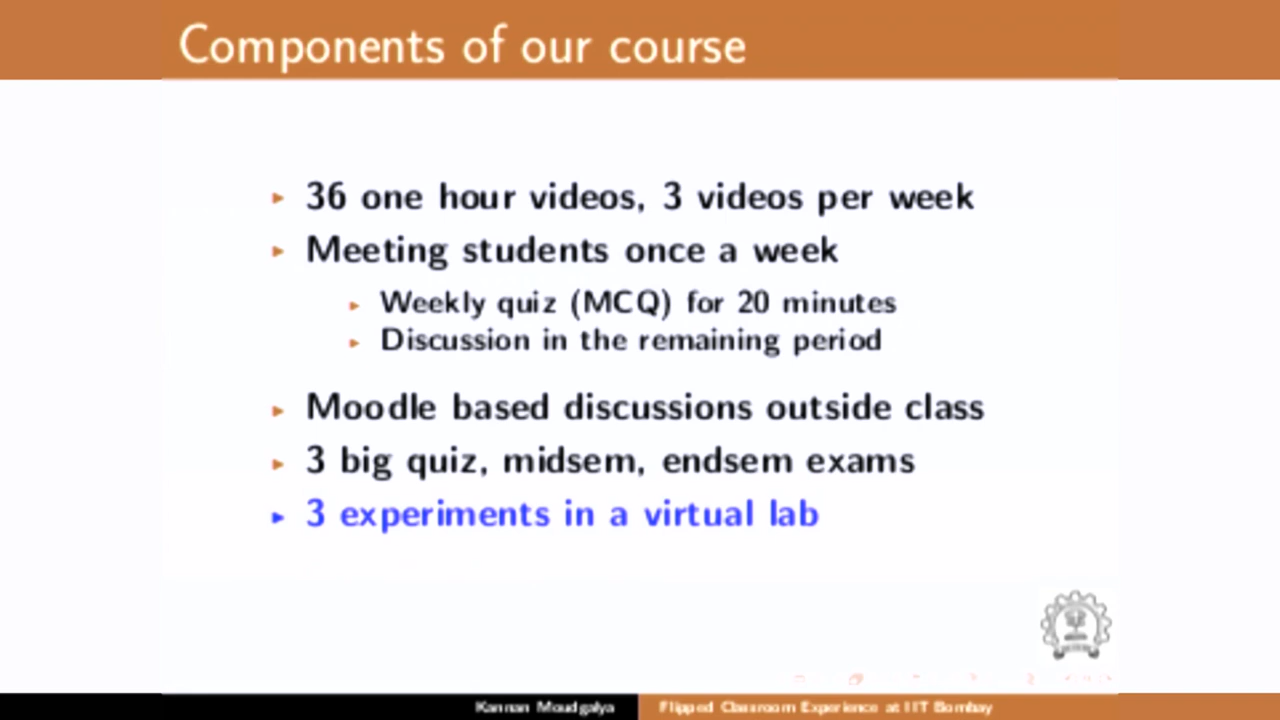 Components of our course
36 one hour videos, 3 videos per week
Meeting students once a week
Weekly quiz (MCQ) for 20 minutes
Discussion in the remaining period
Moodle based discussions outside class
3 big quiz, midsem, endsem exams
3 experiments in a virtual lab
Kannan Moudgalya
Flipped Classroom Experience at IIT Bombay